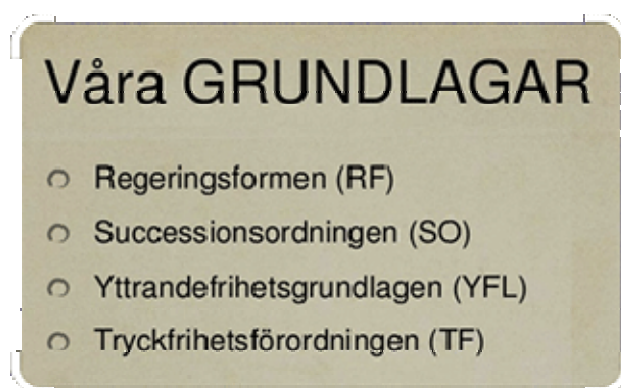 Våra GRUNDLAGAR
Regeringsformen (RF)
Successionsordningen (SO)
Yttrandefrihetsgrundlagen (YFL)
Tryckfrihetsförordningen (TF)